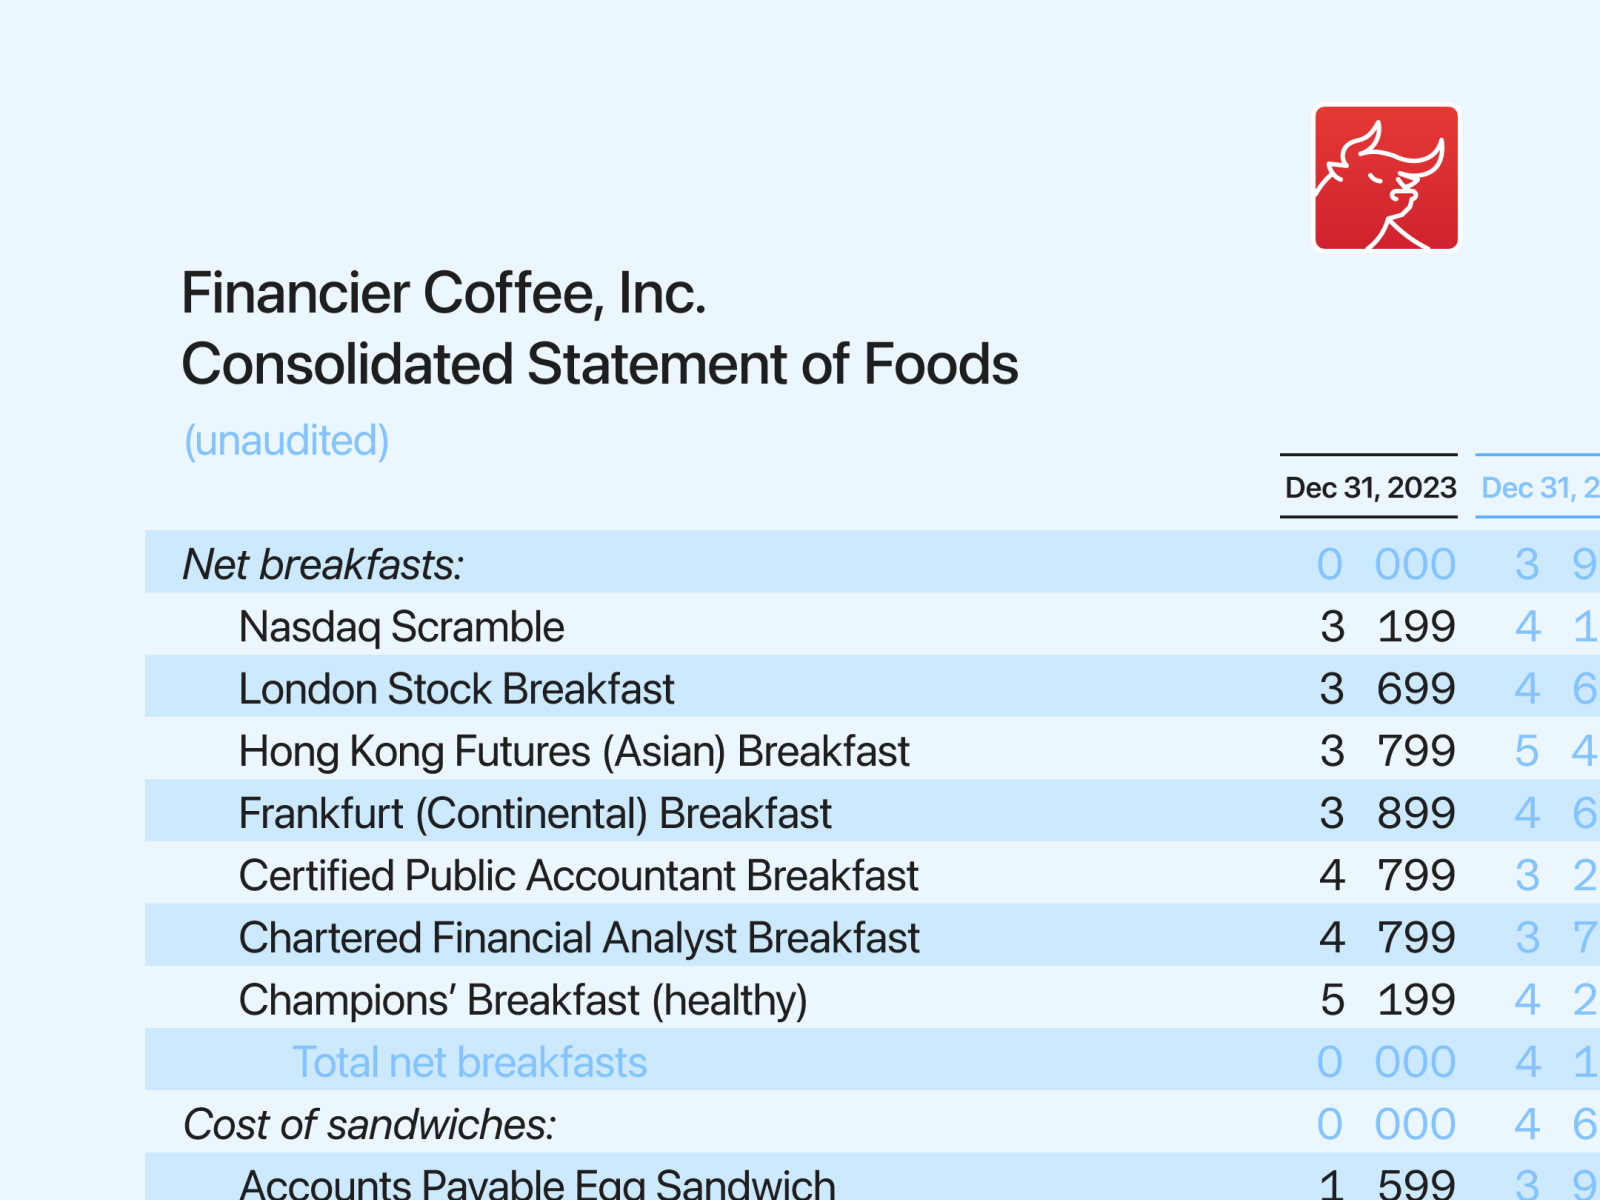 Financier Coffee, Inc.
Consolidated Statement of Foods
(unaudited)
Dec 31, 2023 Dec 31, 2
Net breakfasts: 0 000 3 9
Nasdaq Scramble 3 199 4 1
London Stock Breakfast 3 699 4 6
Hong Kong Futures (Asian) Breakfast 3 799 5 4
Frankfurt (Continental) Breakfast 3 899 4 6
Certified Public Accountant Breakfast 4 799 3 2
Chartered Financial Analyst Breakfast 4 799 3 7
Champions’ Breakfast (healthy) 5 199 4 2
Total net breakfasts 0 000 4 1
Cost of sandwiches: 0 000 4 6
Accounts Payable Egg Sandwich 1 599 3 9